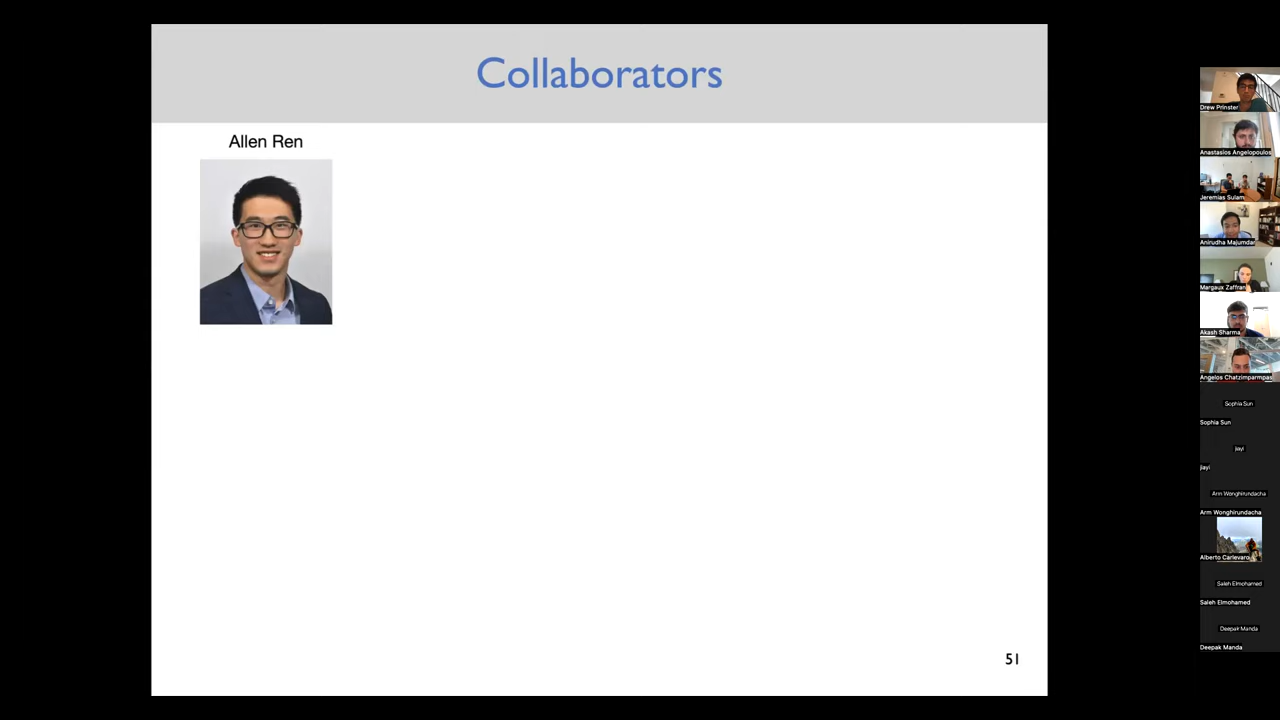 Collaborators
Allen Ren
51
Drew Prinster
Anastasios Angelopoulos
Jeremias Sulam
Anirudha Majumdar
Margaux Zaffran
Akash Sharma
Angelos Chatzimparmpas
Sophia Sun
Sophia Sun
jiayi
jiayi
Arm Wonghirundacha
Arm Wonghirundacha
Alberto Carlevaro
Saleh Elmohamed
Saleh Elmohamed
Deepak Manda
Deepak Manda